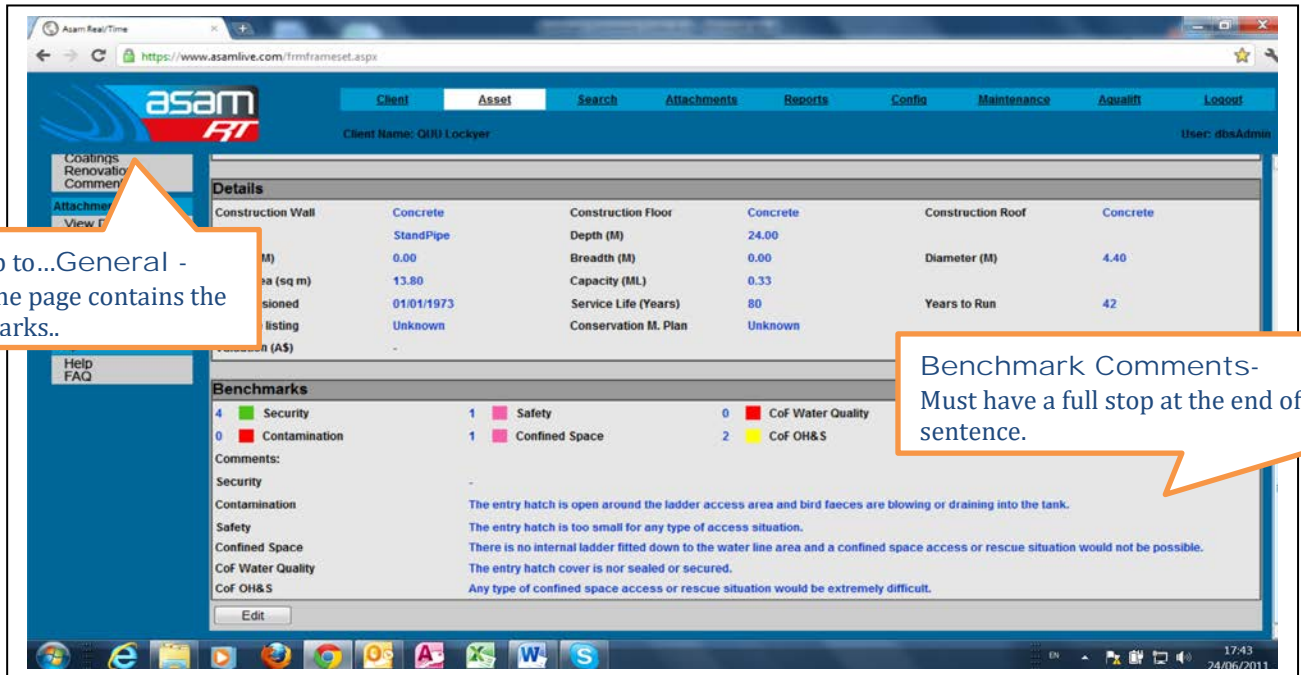 Asam Real/Time
https://www.asamlive.com/frmframeset.aspx
asam
RT
Client Asset Search Attachments Reports Config Maintenance Aqualift Logout
Client Name: QUU Lockyer User: dbsAdmin
Coatings
Comment
View
to...General -
page contains the
Help
FAQ
Details
Construction Wall Concrete Construction Floor Concrete Construction Roof Concrete
StandPipe Depth (M) 24.00
M) 0.00 Breadth (M) 0.00 Diameter (M) 4.40
(sq m) 13.80 Capacity (ML) 0.33
01/01/1973 Service Life (Years) 80 Years to Run 42
listing Unknown Conservation M. Plan Unknown
(A$) -
Benchmark Comments-
Must have a full stop at the end of
sentence.
Benchmarks
4 Security 1 Safety 0 CoF Water Quality
0 Contamination 1 Confined Space 2 CoF OH&S
Comments:
Security -
Contamination The entry hatch is open around the ladder access area and bird faeces are blowing or draining into the tank.
Safety The entry hatch is too small for any type of access situation.
Confined Space There is no internal ladder fitted down to the water line area and a confined space access or rescue situation would not be possible.
CoF Water Quality The entry hatch cover is nor sealed or secured.
CoF OH&S Any type of confined space access or rescue situation would be extremely difficult.
Edit
EN
17:43
24/06/2011